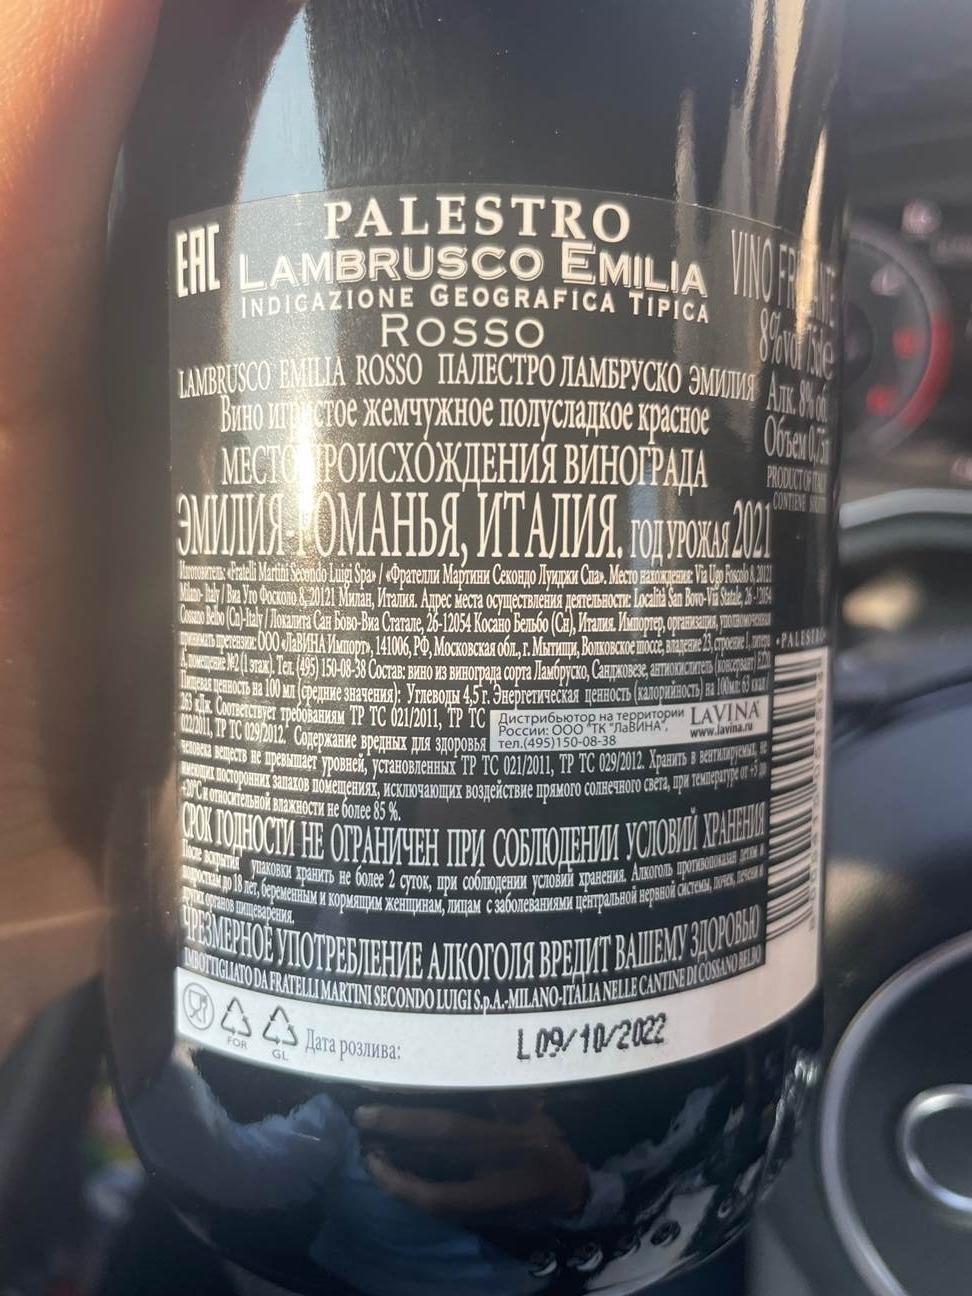 EAC
PALESTRO
LAMBRUSCO EMILIA
INDICAZIONE GEOGRAFICA TIPICA
ROSSO
LAMBRUSCO EMILIA ROSSO ПАЛЕСТРО ЛАМБРУСКО ЭМИЛИЯ
Вино игристое жемчужное полусладкое красное
МЕСТО ПРОИСХОЖДЕНИЯ ВИНОГРАДА
ЭМИЛИЯ-РОМАНЬЯ, ИТАЛИЯ. ГОД УРОЖАЯ 2021
Изготовитель: «Fratelli Martini Secondo Luigi Spa» / «Фрателли Мартини Секондо Луиджи Спа». Место нахождения: Via Ugo Foscolo 8, 20121
Milano- Italy / Виа Уго Фосколо 8, 20121 Милан, Италия. Адрес места осуществления деятельности: Località San Bovo-Via Statale, 26 -12054
Cossano Belbo (Cn)-Italy / Локалита Сан Бово-Виа Статале, 26-12054 Косано Бельбо (Сн), Италия. Импортер, организация, уполномоченная
принимать претензии: ООО «ЛаВИНА Импорт», 141006, РФ, Московская обл., г. Мытищи, Волковское шоссе, владение 23, строение 1, литера
А, помещение №2 (1 этаж). Тел. (495) 150-08-38 Состав: вино из винограда сорта Ламбруско, Санджовезе, антиокислитель (консервант) E220
Пищевая ценность на 100 мл (средние значения): Углеводы 4,5 г. Энергетическая ценность (калорийность) на 100мл: 63 ккал/
263 кДж. Соответствует требованиям ТР ТС 021/2011, ТР ТС
022/2011, ТР ТС 029/2012. Содержание вредных для здоровья
Дистрибьютор на территории
России: ООО "ТК "ЛаВИНА",
тел.(495)150-08-38
LAVINA
www.lavina.ru
человека веществ не превышает уровней, установленных ТР ТС 021/2011, ТР ТС 029/2012. Хранить в вентилируемых, не
имеющих посторонних запахов помещениях, исключающих воздействие прямого солнечного света, при температуре от +5 до
+20°C и относительной влажности не более 85 %.
СРОК ГОДНОСТИ НЕ ОГРАНИЧЕН ПРИ СОБЛЮДЕНИИ УСЛОВИЙ ХРАНЕНИЯ
После вскрытия упаковки хранить не более 2 суток, при соблюдении условий хранения. Алкоголь противопоказан детям и
подросткам до 18 лет, беременным и кормящим женщинам, лицам с заболеваниями центральной нервной системы, почек, печени и
других органов пищеварения.
ЧРЕЗМЕРНОЕ УПОТРЕБЛЕНИЕ АЛКОГОЛЯ ВРЕДИТ ВАШЕМУ ЗДОРОВЬЮ
IMBOTTIGLIATO DA FRATELLI MARTINI SECONDO LUIGI S.p.A.-MILANO-ITALIA NELLE CANTINE DI COSSANO BELBO
FOR
GL
Дата розлива:
L09/10/2022
VINO
8% vol 75cl e
Алк. 8% об.
Объем 0,75л
PRODUCT OF
CONTIENE
•PALESTRO